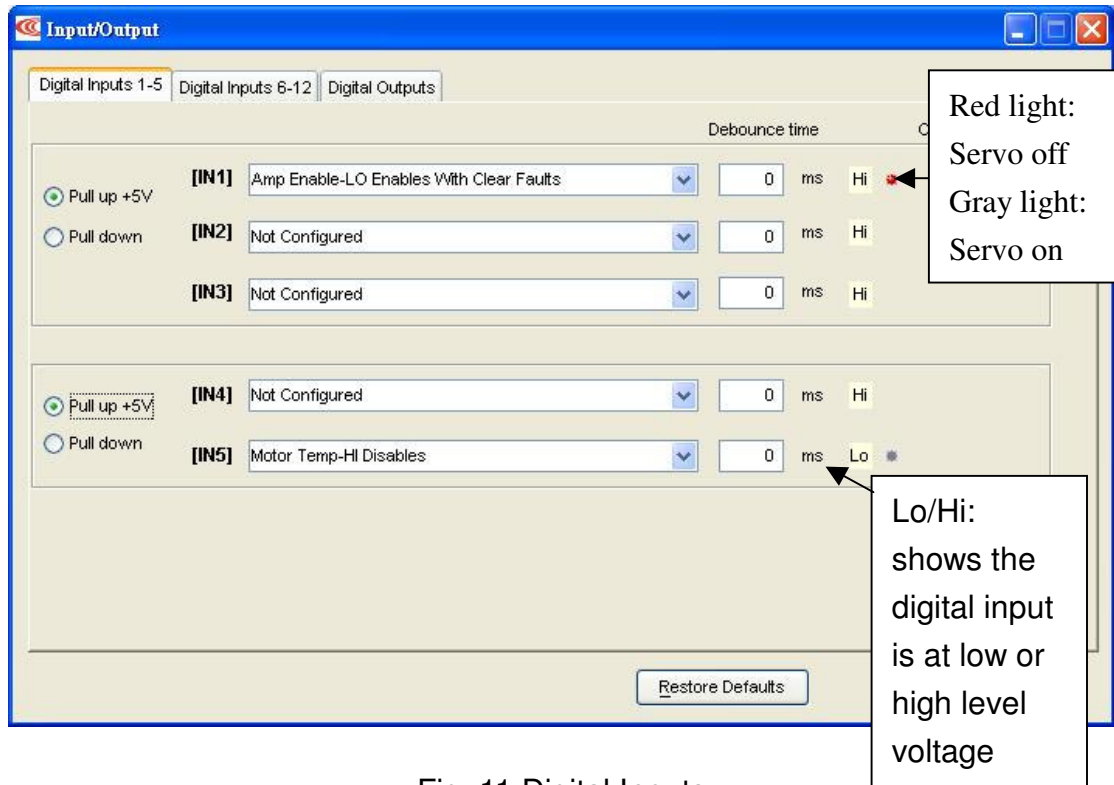 Input/Output
Digital Inputs 1-5 Digital Inputs 6-12 Digital Outputs
Debounce time
Pull up +5V
Pull down
[IN1] Amp Enable-LO Enables With Clear Faults 0 ms Hi
[IN2] Not Configured 0 ms Hi
[IN3] Not Configured 0 ms Hi
Red light:
Servo off
Gray light:
Servo on
Pull up +5V
Pull down
[IN4] Not Configured 0 ms Hi
[IN5] Motor Temp-HI Disables 0 ms Lo
Lo/Hi:
shows the
digital input
is at low or
high level
voltage
Restore Defaults